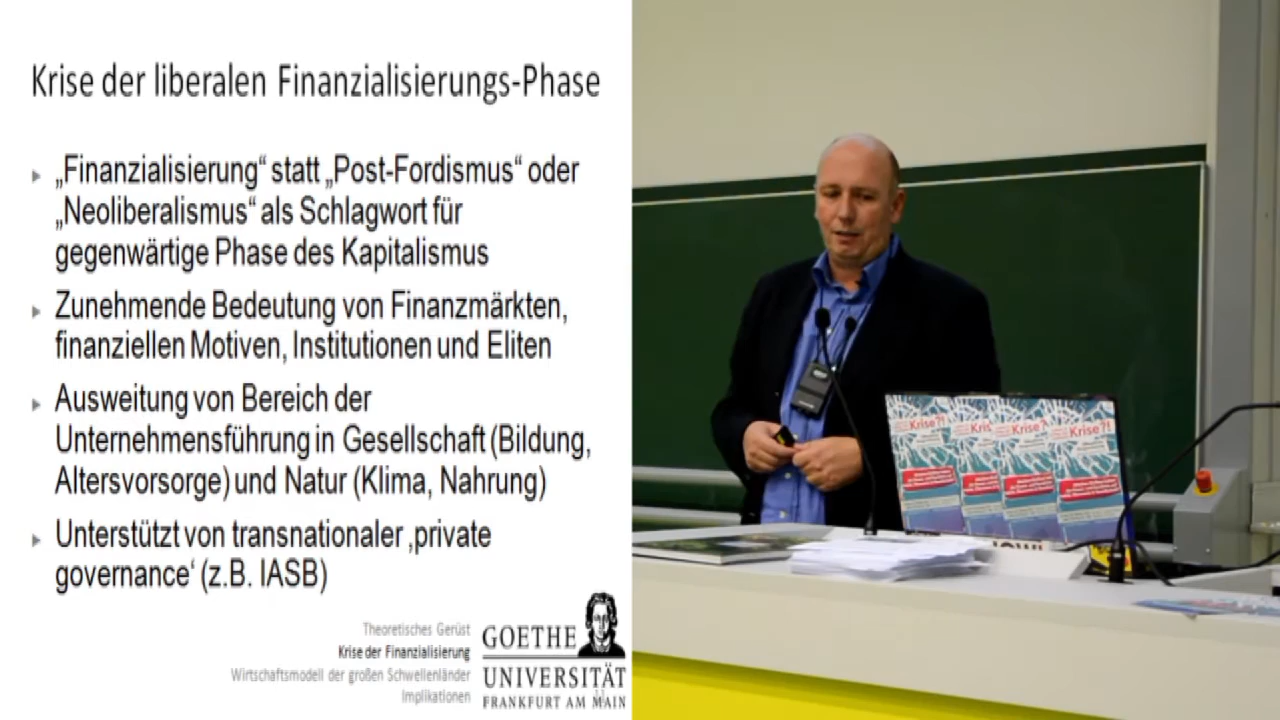 Krise der liberalen Finanzialisierungs-Phase
„Finanzialisierung“ statt „Post-Fordismus“ oder
„Neoliberalismus“ als Schlagwort für
gegenwärtige Phase des Kapitalismus
Zunehmende Bedeutung von Finanzmärkten,
finanziellen Motiven, Institutionen und Eliten
Ausweitung von Bereich der
Unternehmensführung in Gesellschaft (Bildung,
Altersvorsorge) und Natur (Klima, Nahrung)
Unterstützt von transnationaler ‚private
governance‘ (z.B. IASB)
Theoretisches Gerüst
Krise der Finanzialisierung
Wirtschaftsmodell der großen Schwellenländer
Implikationen
GOETHE
UNIVERSITÄT
FRANKFURT AM MAIN
11
Krise?! Kris Krise? Krise?!